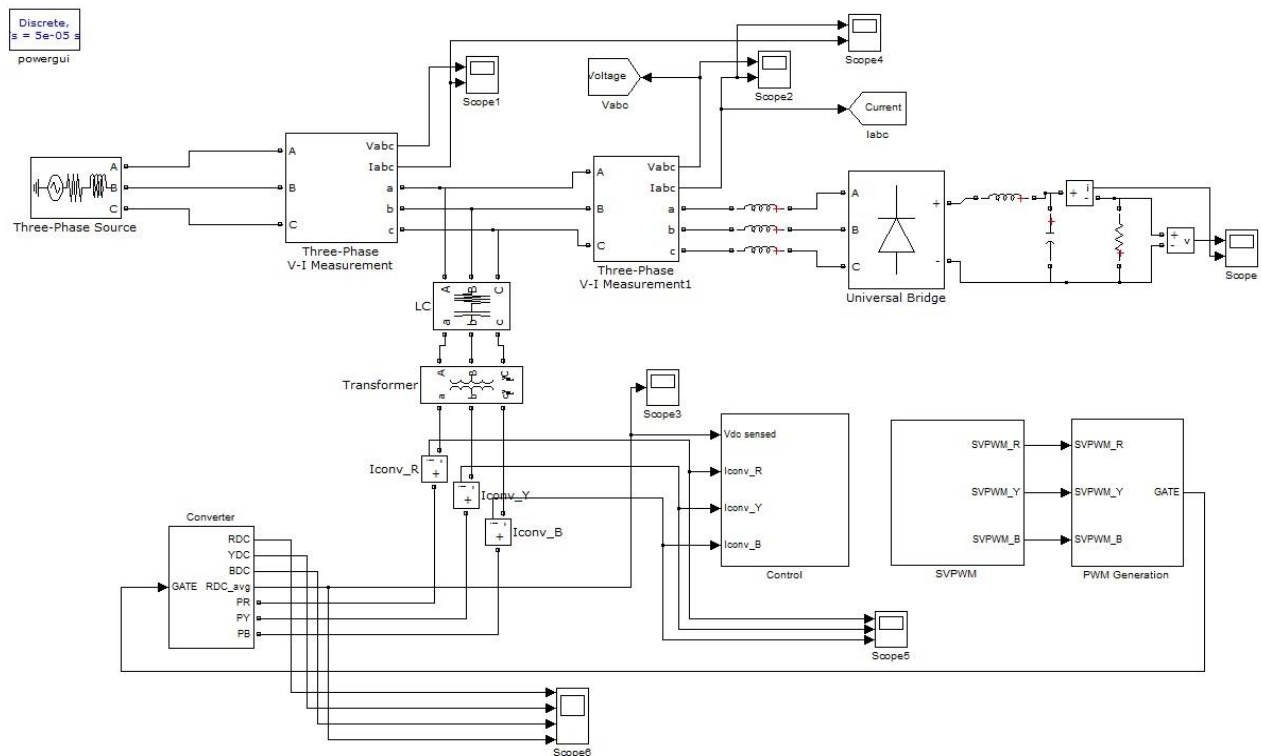 Discrete,
s = 5e-05 s
powergui
Scope4
Scope1
Voltage
Vabc
Scope2
Current
Iabc
A
B
C
Three-Phase Source
A
B
C
Vabc
Iabc
a
b
c
Three-Phase
V-I Measurement
A
B
C
Vabc
Iabc
a
b
c
Three-Phase
V-I Measurement1
A
B
C
+
-
Universal Bridge
+ i
-
+ v
-
Scope
LC
A B C
a b c
Transformer
A B C
a b c
Scope3
Iconv_R
i -
+
Iconv_Y
i -
+
Iconv_B
i -
+
Vdc sensed
Iconv_R
Iconv_Y
Iconv_B
Control
SVPWM_R
SVPWM_Y
SVPWM_B
SVPWM
SVPWM_R
SVPWM_Y
SVPWM_B
GATE
PWM Generation
Converter
GATE
RDC
YDC
BDC
RDC_avg
PR
PY
PB
Scope5
Scope6